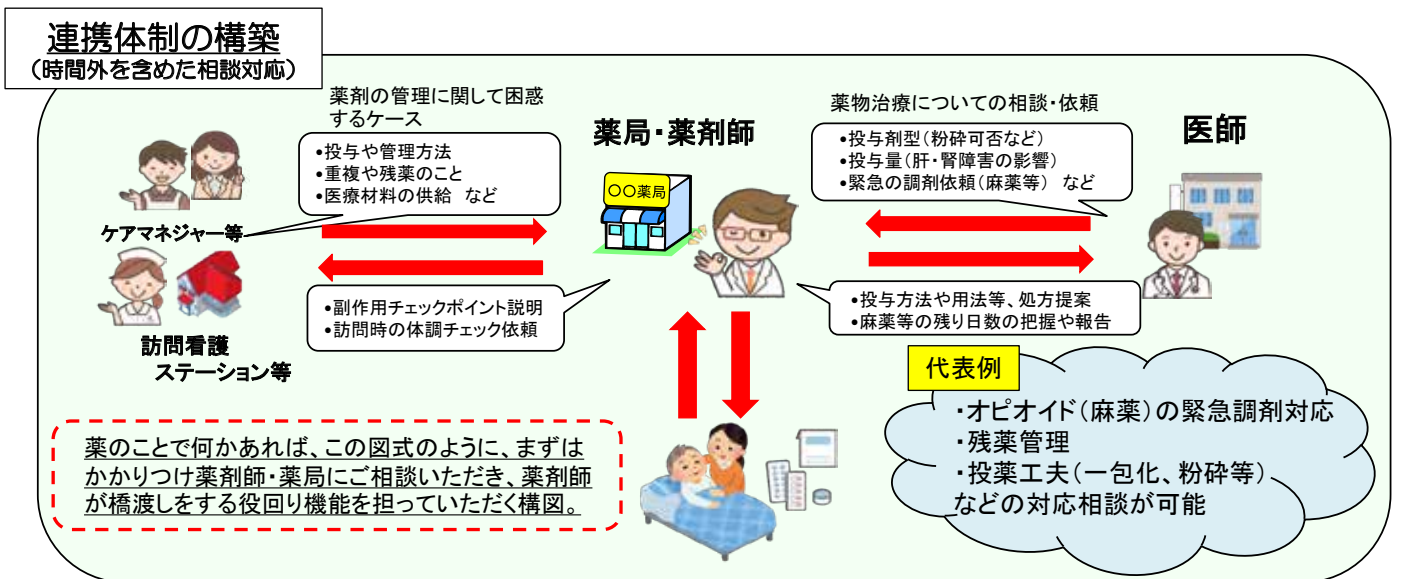 連携体制の構築
（時間外を含めた相談対応）
薬剤の管理に関して困惑
するケース
•投与や管理方法
•重複や残薬のこと
•医療材料の供給 など
ケアマネジャー等
訪問看護
ステーション等
•副作用チェックポイント説明
•訪問時の体調チェック依頼
薬局・薬剤師
〇〇薬局
薬物治療についての相談・依頼
•投与剤型（粉砕可否など）
•投与量（肝・腎障害の影響）
•緊急の調剤依頼（麻薬等） など
医師
•投与方法や用法等、処方提案
•麻薬等の残り日数の把握や報告
薬のことで何かあれば、この図式のように、まずは
かかりつけ薬剤師・薬局にご相談いただき、薬剤師
が橋渡しをする役回り機能を担っていただく構図。
代表例
・オピオイド（麻薬）の緊急調剤対応
・残薬管理
・投薬工夫（一包化、粉砕等）
などの対応相談が可能